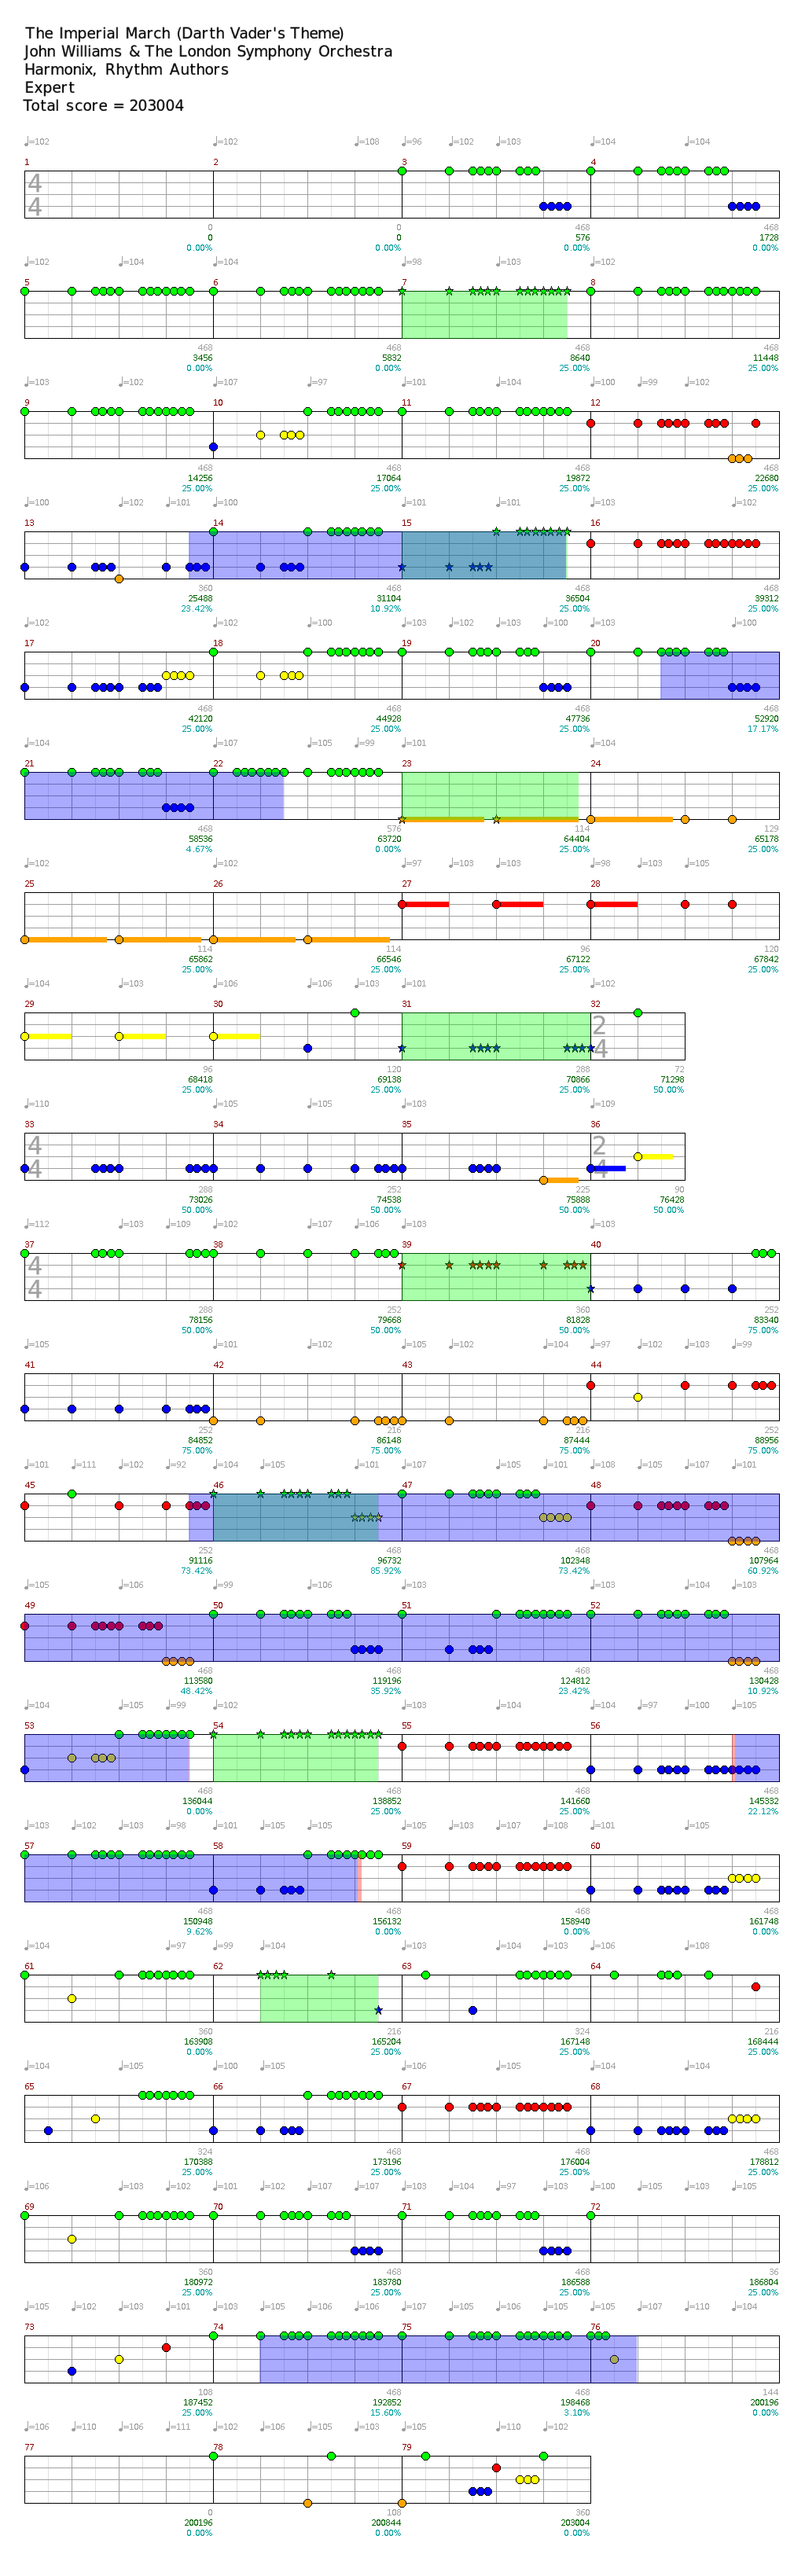 The Imperial March (Darth Vader's Theme)
John Williams & The London Symphony Orchestra
Harmonix, Rhythm Authors
Expert
Total score = 203004
♩=102 ♩=102 ♩=108 ♩=96 ♩=102 ♩=103 ♩=104 ♩=104
1 2 3 4
4
4
0 0 468 468
0 0 576 1728
0.00% 0.00% 0.00% 0.00%
♩=102 ♩=104 ♩=104 ♩=98 ♩=103 ♩=102
5 6 7 8
468 468 468 468
3456 5832 8640 11448
0.00% 0.00% 25.00% 25.00%
♩=103 ♩=102 ♩=107 ♩=97 ♩=101 ♩=104 ♩=100 ♩=99 ♩=102
9 10 11 12
468 468 468 468
14256 17064 19872 22680
25.00% 25.00% 25.00% 25.00%
♩=100 ♩=102 ♩=101 ♩=100 ♩=101 ♩=101 ♩=103 ♩=102
13 14 15 16
360 468 468 468
25488 31104 36504 39312
23.42% 10.92% 25.00% 25.00%
♩=102 ♩=102 ♩=100 ♩=103 ♩=102 ♩=100 ♩=103 ♩=100
17 18 19 20
468 468 468 468
42120 44928 47736 52920
25.00% 25.00% 25.00% 17.17%
♩=104 ♩=107 ♩=105 ♩=99 ♩=101 ♩=104
21 22 23 24
468 576 114 129
58536 63720 64404 65178
4.67% 0.00% 25.00% 25.00%
♩=102 ♩=102 ♩=97 ♩=103 ♩=103 ♩=98 ♩=103 ♩=105
25 26 27 28
114 114 96 120
65862 66546 67122 67842
25.00% 25.00% 25.00% 25.00%
♩=104 ♩=103 ♩=106 ♩=103 ♩=101 ♩=102
29 30 31 32
2
4
96 120 288 72
68418 69138 70866 71298
25.00% 25.00% 25.00% 50.00%
♩=110 ♩=105 ♩=105 ♩=103 ♩=109
33 34 35 36
4 2
4 4
288 252 225 90
73026 74538 75888 76428
50.00% 50.00% 50.00% 50.00%
♩=112 ♩=103 ♩=109 ♩=102 ♩=107 ♩=106 ♩=103 ♩=103
37 38 39 40
4
4
288 252 360 252
78156 79668 81828 83340
50.00% 50.00% 50.00% 75.00%
♩=105 ♩=101 ♩=102 ♩=105 ♩=102 ♩=104 ♩=97 ♩=102 ♩=103 ♩=99
41 42 43 44
252 216 216 252
84852 86148 87444 88956
75.00% 75.00% 75.00% 75.00%
♩=101 ♩=111 ♩=102 ♩=92 ♩=104 ♩=105 ♩=101 ♩=107 ♩=105 ♩=101 ♩=108 ♩=105 ♩=107 ♩=101
45 46 47 48
252 468 468 468
91116 96732 102348 107964
73.42% 85.92% 73.42% 60.92%
♩=105 ♩=106 ♩=99 ♩=106 ♩=103 ♩=103 ♩=104 ♩=103
49 50 51 52
468 468 468 468
113580 119196 124812 130428
48.42% 35.92% 23.42% 10.92%
♩=104 ♩=105 ♩=99 ♩=102 ♩=103 ♩=104 ♩=97 ♩=100 ♩=105
53 54 55 56
468 468 468 468
136044 138852 141660 145332
0.00% 25.00% 25.00% 22.12%
♩=103 ♩=102 ♩=103 ♩=98 ♩=101 ♩=105 ♩=105 ♩=103 ♩=106 ♩=108 ♩=101 ♩=105
57 58 59 60
468 468 468 468
150948 156132 158940 161748
9.62% 0.00% 0.00% 0.00%
♩=104 ♩=97 ♩=99 ♩=104 ♩=103 ♩=106 ♩=108
61 62 63 64
360 216 324 216
163908 165204 167148 168444
0.00% 25.00% 25.00% 25.00%
♩=104 ♩=105 ♩=100 ♩=105 ♩=106 ♩=105 ♩=104 ♩=104
65 66 67 68
324 468 468 468
170388 173196 176004 178812
25.00% 25.00% 25.00% 25.00%
♩=106 ♩=103 ♩=102 ♩=101 ♩=102 ♩=107 ♩=107 ♩=103 ♩=104 ♩=97 ♩=103 ♩=100 ♩=103 ♩=105 ♩=105
69 70 71 72
360 468 468 36
180972 183780 186588 186804
25.00% 25.00% 25.00% 25.00%
♩=105 ♩=102 ♩=103 ♩=101 ♩=103 ♩=105 ♩=106 ♩=103 ♩=102 ♩=106 ♩=105 ♩=107 ♩=110 ♩=104
73 74 75 76
108 468 468 144
187452 192852 198468 200196
25.00% 15.60% 3.10% 0.00%
♩=106 ♩=110 ♩=106 ♩=111 ♩=102 ♩=106 ♩=105 ♩=103 ♩=105 ♩=110 ♩=102
77 78 79
0 108 360
200196 200844 203004
0.00% 0.00% 0.00%